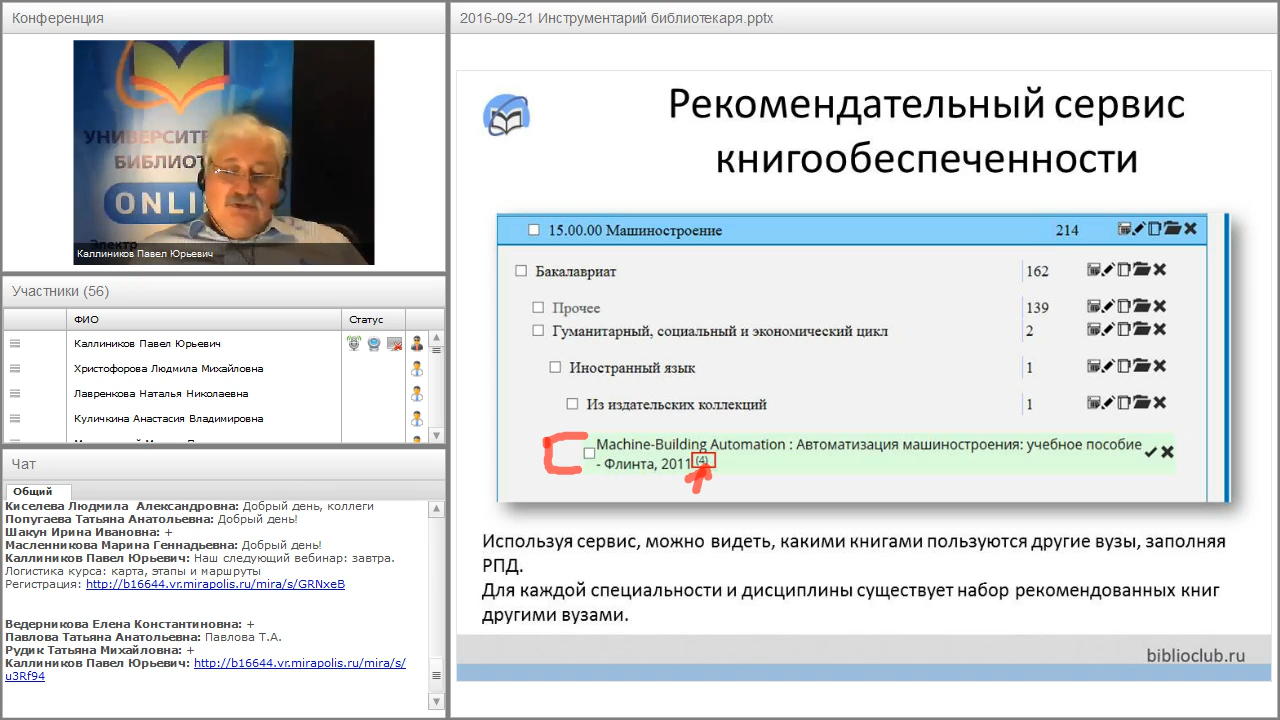 Конференция
УНИВЕРСИТ
БИБЛИОТ
ONLI
Электро
Каллиников Павел Юрьевич
Участники (56)
ФИО
Статус
Каллиников Павел Юрьевич
Христофорова Людмила Михайловна
Лавренкова Наталья Николаевна
Куличкина Анастасия Владимировна
Чат
Общий
Киселева Людмила Александровна: Добрый день, коллеги
Попугаева Татьяна Анатольевна: Добрый день!
Шакун Ирина Ивановна: +
Масленникова Марина Геннадьевна: Добрый день!
Каллиников Павел Юрьевич: Наш следующий вебинар: завтра.
Логистика курса: карта, этапы и маршруты
Регистрация: http://b16644.vr.mirapolis.ru/mira/s/GRNxeB
Ведерникова Елена Константиновна: +
Павлова Татьяна Анатольевна: Павлова Т.А.
Рудик Татьяна Михайловна: +
Каллиников Павел Юрьевич: http://b16644.vr.mirapolis.ru/mira/s/
u3Rf94
2016-09-21 Инструментарий библиотекаря.pptx
Рекомендательный сервис
книгообеспеченности
15.00.00 Машиностроение 214
Бакалавриат 162
Прочее 139
Гуманитарный, социальный и экономический цикл 2
Иностранный язык 1
Из издательских коллекций 1
Machine-Building Automation : Автоматизация машиностроения: учебное пособие
- Флинта, 2011 (4)
Используя сервис, можно видеть, какими книгами пользуются другие вузы, заполняя
РПД.
Для каждой специальности и дисциплины существует набор рекомендованных книг
другими вузами.
biblioclub.ru